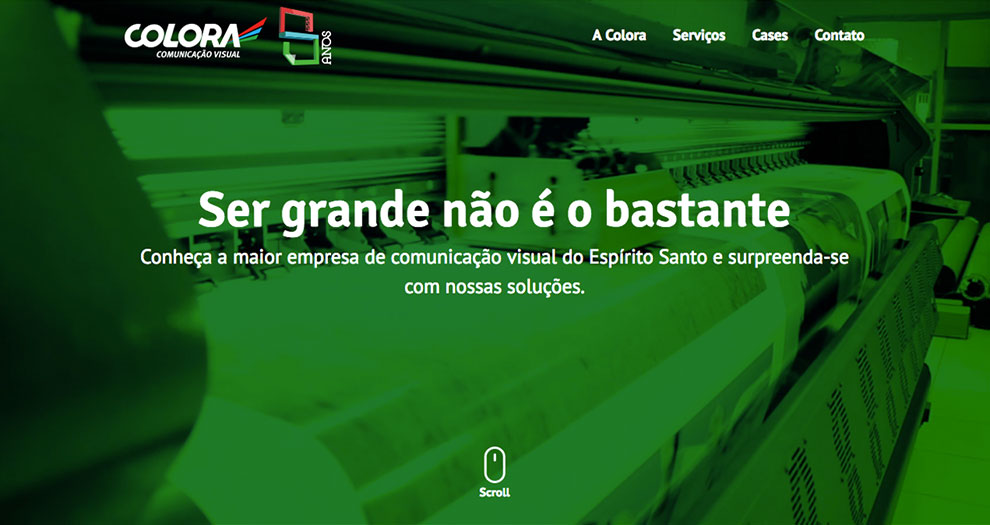 COLORA
COMUNICAÇÃO VISUAL
ANOS
A Colora Serviços Cases Contato
Ser grande não é o bastante
Conheça a maior empresa de comunicação visual do Espírito Santo e surpreenda-se
com nossas soluções.
Scroll